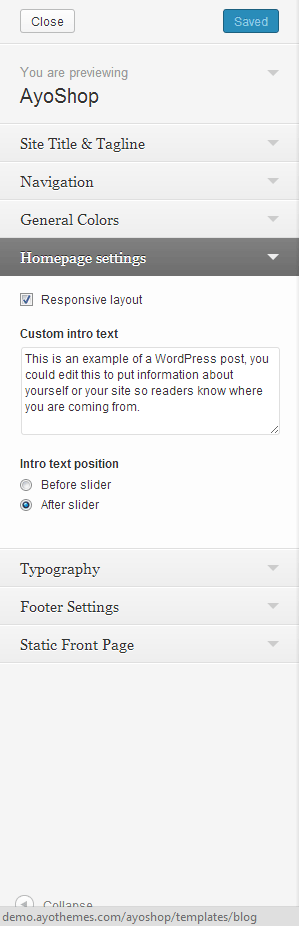 Close Saved
You are previewing
AyoShop
Site Title & Tagline
Navigation
General Colors
Homepage settings
Responsive layout
Custom intro text
This is an example of a WordPress post, you
could edit this to put information about
yourself or your site so readers know where
you are coming from.
Intro text position
Before slider
After slider
Typography
Footer Settings
Static Front Page
Collapse
demo.ayothemes.com/ayoshop/templates/blog